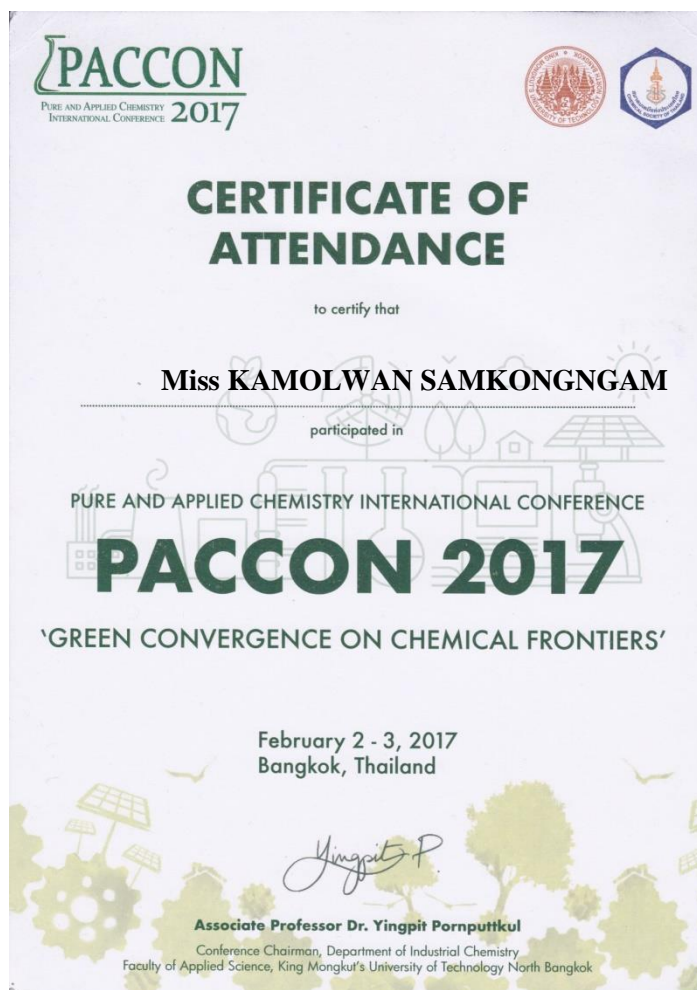 PACCON
PURE AND APPLIED CHEMISTRY
INTERNATIONAL CONFERENCE 2017
CERTIFICATE OF
ATTENDANCE
to certify that
Miss KAMOLWAN SAMKONGNGAM
participated in
PURE AND APPLIED CHEMISTRY INTERNATIONAL CONFERENCE
PACCON 2017
‘GREEN CONVERGENCE ON CHEMICAL FRONTIERS’
February 2 - 3, 2017
Bangkok, Thailand
Yingpit P
Associate Professor Dr. Yingpit Pornputtkul
Conference Chairman, Department of Industrial Chemistry
Faculty of Applied Science, King Mongkut’s University of Technology North Bangkok